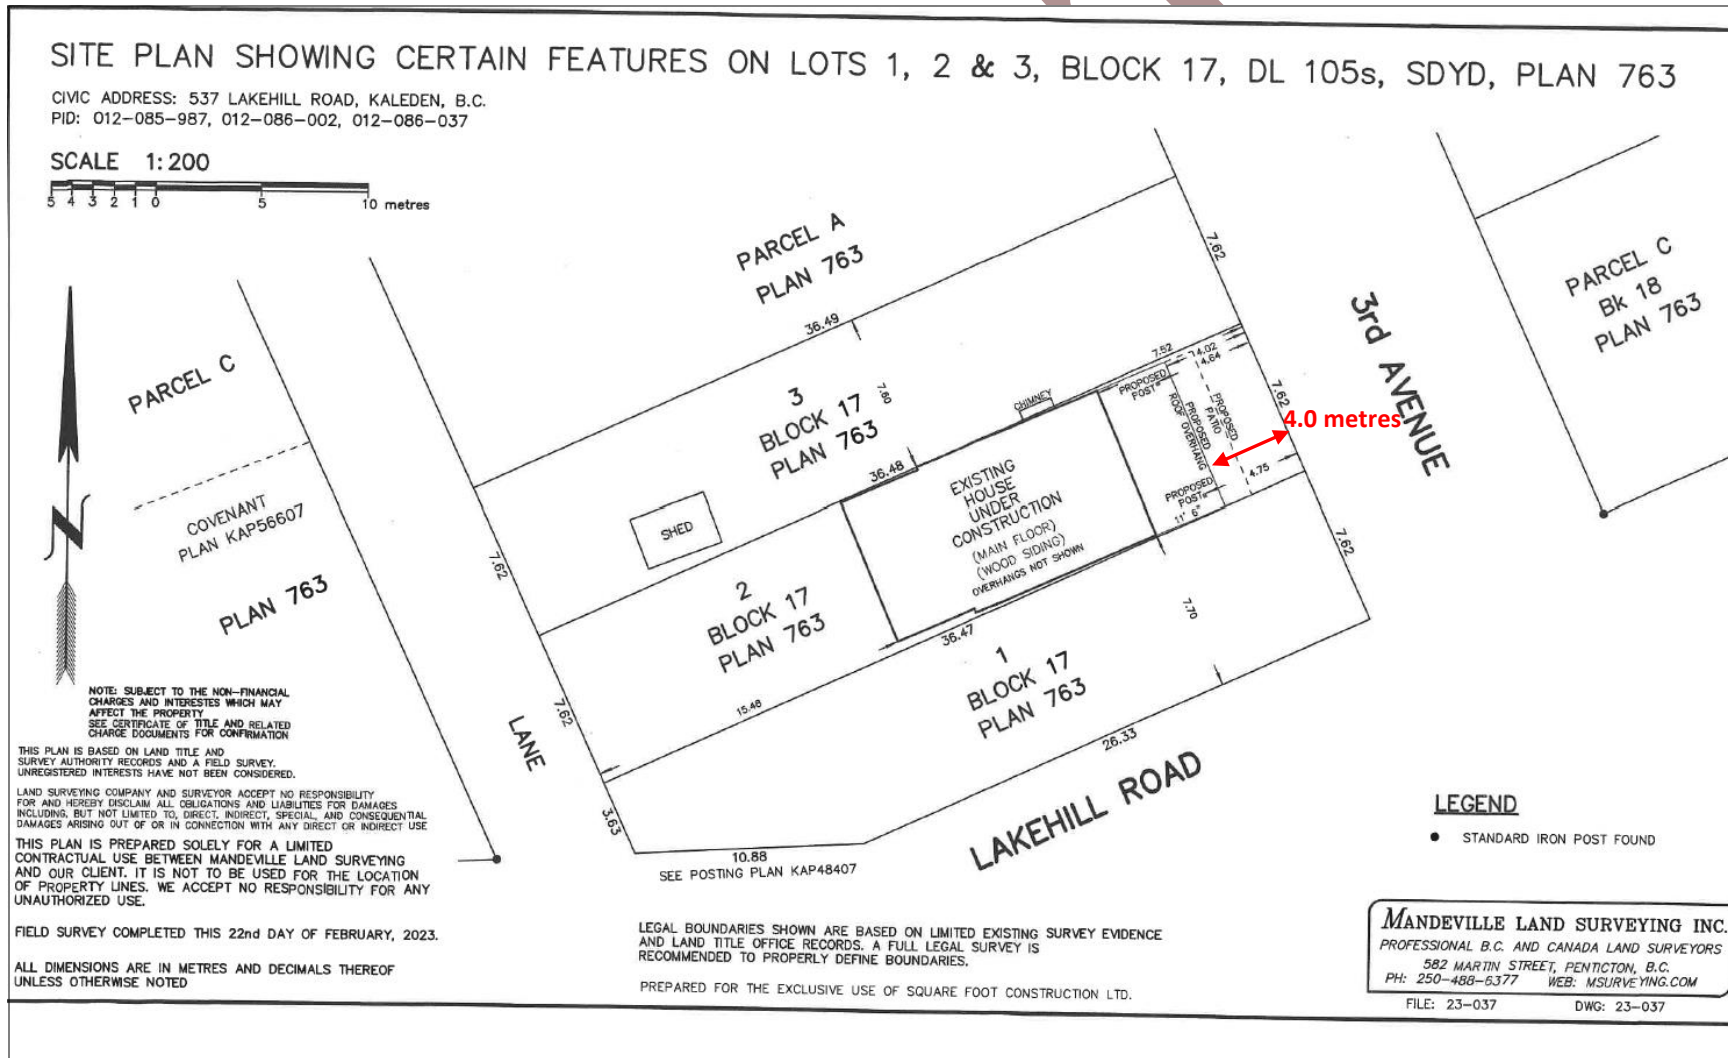 SITE PLAN SHOWING CERTAIN FEATURES ON LOTS 1, 2 & 3, BLOCK 17, DL 105s, SDYD, PLAN 763
CIVIC ADDRESS: 537 LAKEHILL ROAD, KALEDEN, B.C.
PID: 012-085-987, 012-086-002, 012-086-037
SCALE 1:200
5 4 3 2 1 0 5 10 metres
PARCEL A
PLAN 763
PARCEL C
Bk 18
PLAN 763
3rd AVENUE
7.62
7.62
7.62
4.0 metres
PARCEL C
COVENANT
PLAN KAP56607
PLAN 763
36.49
3
BLOCK 17
PLAN 763
7.60
CHIMNEY
7.52
4.02
4.64
PROPOSED
POST
PROPOSED
ROOF OVERHANG
PROPOSED
PATIO
PROPOSED
POST
11' 6"
4.75
36.48
SHED
EXISTING
HOUSE
UNDER
CONSTRUCTION
(MAIN FLOOR)
(WOOD SIDING)
OVERHANGS NOT SHOWN
7.62
2
BLOCK 17
PLAN 763
36.47
7.70
1
BLOCK 17
PLAN 763
15.48
7.62
LANE
3.63
26.33
LAKEHILL ROAD
10.88
SEE POSTING PLAN KAP48407
N
NOTE: SUBJECT TO THE NON-FINANCIAL
CHARGES AND INTERESTES WHICH MAY
AFFECT THE PROPERTY
SEE CERTIFICATE OF TITLE AND RELATED
CHARGE DOCUMENTS FOR CONFIRMATION
THIS PLAN IS BASED ON LAND TITLE AND
SURVEY AUTHORITY RECORDS AND A FIELD SURVEY.
UNREGISTERED INTERESTS HAVE NOT BEEN CONSIDERED.
LAND SURVEYING COMPANY AND SURVEYOR ACCEPT NO RESPONSIBILITY
FOR AND HEREBY DISCLAIM ALL OBLIGATIONS AND LIABILITIES FOR DAMAGES
INCLUDING, BUT NOT LIMITED TO, DIRECT, INDIRECT, SPECIAL, AND CONSEQUENTIAL
DAMAGES ARISING OUT OF OR IN CONNECTION WITH ANY DIRECT OR INDIRECT USE
THIS PLAN IS PREPARED SOLELY FOR A LIMITED
CONTRACTUAL USE BETWEEN MANDEVILLE LAND SURVEYING
AND OUR CLIENT. IT IS NOT TO BE USED FOR THE LOCATION
OF PROPERTY LINES. WE ACCEPT NO RESPONSIBILITY FOR ANY
UNAUTHORIZED USE.
FIELD SURVEY COMPLETED THIS 22nd DAY OF FEBRUARY, 2023.
ALL DIMENSIONS ARE IN METRES AND DECIMALS THEREOF
UNLESS OTHERWISE NOTED
LEGAL BOUNDARIES SHOWN ARE BASED ON LIMITED EXISTING SURVEY EVIDENCE
AND LAND TITLE OFFICE RECORDS. A FULL LEGAL SURVEY IS
RECOMMENDED TO PROPERLY DEFINE BOUNDARIES.
PREPARED FOR THE EXCLUSIVE USE OF SQUARE FOOT CONSTRUCTION LTD.
LEGEND
STANDARD IRON POST FOUND
MANDEVILLE LAND SURVEYING INC.
PROFESSIONAL B.C. AND CANADA LAND SURVEYORS
582 MARTIN STREET, PENTICTON, B.C.
PH: 250-488-6377 WEB: MSURVEYING.COM
FILE: 23-037 DWG: 23-037